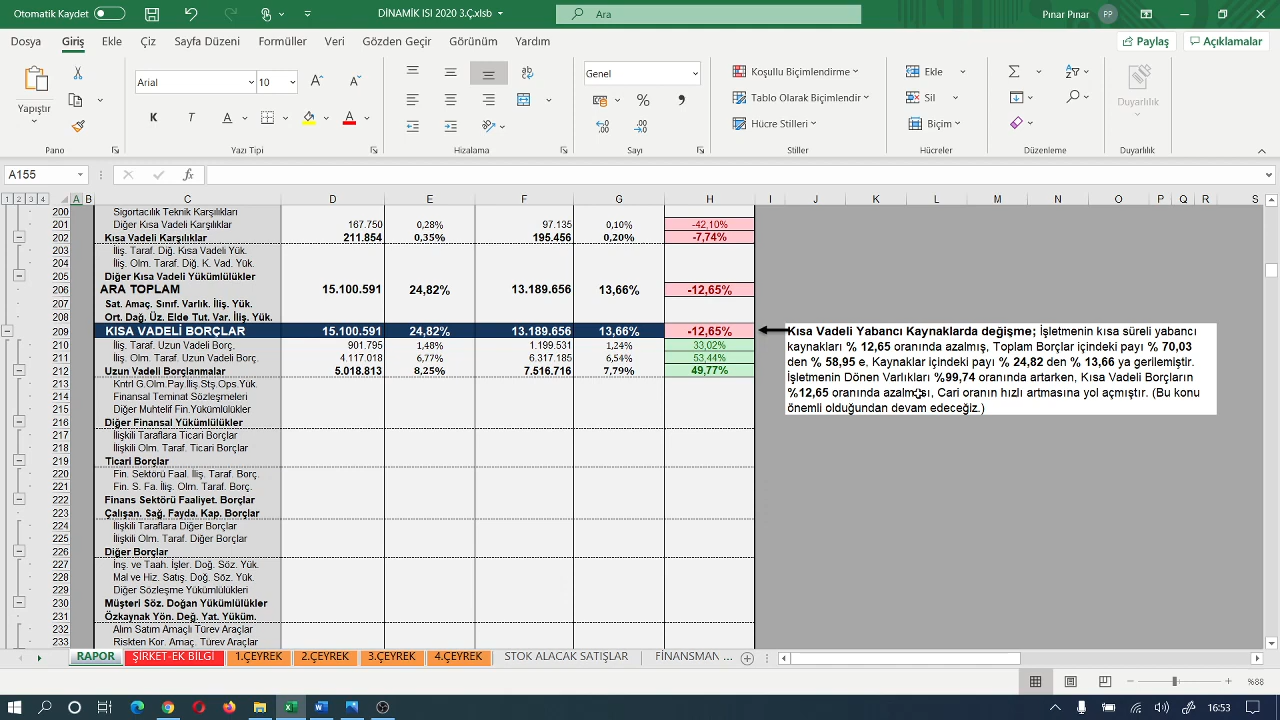 Otomatik Kaydet DİNAMİK ISI 2020 3.Ç.xlsb Ara Pınar Pınar PP
Dosya Giriş Ekle Çiz Sayfa Düzeni Formüller Veri Gözden Geçir Görünüm Yardım Paylaş Açıklamalar
Yapıştır Arial 10 Genel Koşullu Biçimlendirme Ekle
K T A A Tablo Olarak Biçimlendir Sil Duyarlılık
Hücre Stilleri Biçim
Pano Yazı Tipi Hizalama Sayı Stiller Hücreler Düzenleme Duyarlılık
A155 fx
1 2 3 4 A B C D E F G H I J K L M N O P Q R S
200 Sigortacılık Teknik Karşılıkları
201 Diğer Kısa Vadeli Karşılıklar 167.750 0,28% 97.135 0,10% -42,10%
202 Kısa Vadeli Karşılıklar 211.854 0,35% 195.456 0,20% -7,74%
203 İliş. Taraf. Diğ. Kısa Vadeli Yük.
204 İliş. Olm. Taraf. Diğ. K. Vad. Yük.
205 Diğer Kısa Vadeli Yükümlülükler
206 ARA TOPLAM 15.100.591 24,82% 13.189.656 13,66% -12,65%
207 Sat. Amaç. Sınıf. Varlık. İliş. Yük.
208 Ort. Dağ. Üz. Elde Tut. Var. İliş. Yük.
209 KISA VADELİ BORÇLAR 15.100.591 24,82% 13.189.656 13,66% -12,65%
210 İliş. Taraf. Uzun Vadeli Borç. 901.795 1,48% 1.199.531 1,24% 33,02%
211 İliş. Olm. Taraf. Uzun Vadeli Borç. 4.117.018 6,77% 6.317.185 6,54% 53,44%
212 Uzun Vadeli Borçlanmalar 5.018.813 8,25% 7.516.716 7,79% 49,77%
213 Kntrl G.Olm Pay.İliş.Stş Ops.Yük.
214 Finansal Teminat Sözleşmeleri
215 Diğer Muhtelif Fin.Yükümlülükler
216 Diğer Finansal Yükümlülükler
217 İlişkili Taraflara Ticari Borçlar
218 İlişkili Olm. Taraf. Ticari Borçlar
219 Ticari Borçlar
220 Fin. Sektörü Faal. İliş. Taraf. Borç.
221 Fin. S. Fa. İliş. Olm. Taraf. Borç.
222 Finans Sektörü Faaliyet. Borçlar
223 Çalışan. Sağ. Fayda. Kap. Borçlar
224 İlişkili Taraflara Diğer Borçlar
225 İlişkili Olm. Taraf. Diğer Borçlar
226 Diğer Borçlar
227 İnş. ve Taah. İşler. Doğ. Söz. Yük.
228 Mal ve Hiz. Satış. Doğ. Söz. Yük.
229 Diğer Sözleşme Yükümlülükleri
230 Müşteri Söz. Doğan Yükümlülükler
231 Özkaynak Yön. Değ. Yat. Yüküm.
232 Alım Satım Amaçlı Türev Araçlar
233 Riskten Kor. Amaç. Türev Araçlar
Kısa Vadeli Yabancı Kaynaklarda değişme; İşletmenin kısa süreli yabancı
kaynakları % 12,65 oranında azalmış, Toplam Borçlar içindeki payı % 70,03
den % 58,95 e, Kaynaklar içindeki payı % 24,82 den % 13,66 ya gerilemiştir.
İşletmenin Dönen Varlıkları %99,74 oranında artarken, Kısa Vadeli Borçların
%12,65 oranında azalması, Cari oranın hızlı artmasına yol açmıştır. (Bu konu
önemli olduğundan devam edeceğiz.)
RAPOR ŞİRKET-EK BİLGİ 1.ÇEYREK 2.ÇEYREK 3.ÇEYREK 4.ÇEYREK STOK ALACAK SATIŞLAR FİNANSMAN ...
%88
16:53